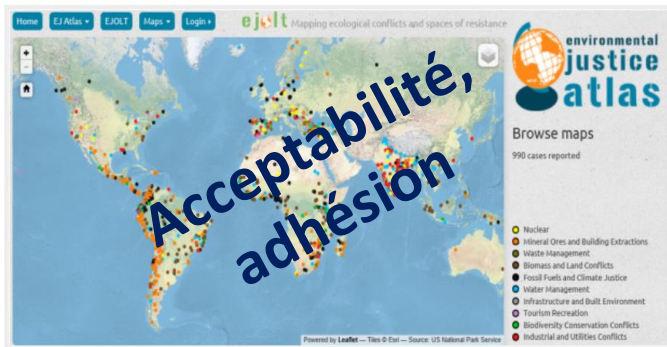 Home EJ Atlas EJOLT Maps Login
ejolt Mapping ecological conflicts and spaces of resistance
environmental
justice
atlas
+
-
Acceptabilité,
adhésion
Browse maps
990 cases reported
Nuclear
Mineral Ores and Building Extractions
Waste Management
Biomass and Land Conflicts
Fossil Fuels and Climate Justice
Water Management
Infrastructure and Built Environment
Tourism Recreation
Biodiversity Conservation Conflicts
Industrial and Utilities Conflicts
Powered by Leaflet — Tiles © Esri — Source: US National Park Service